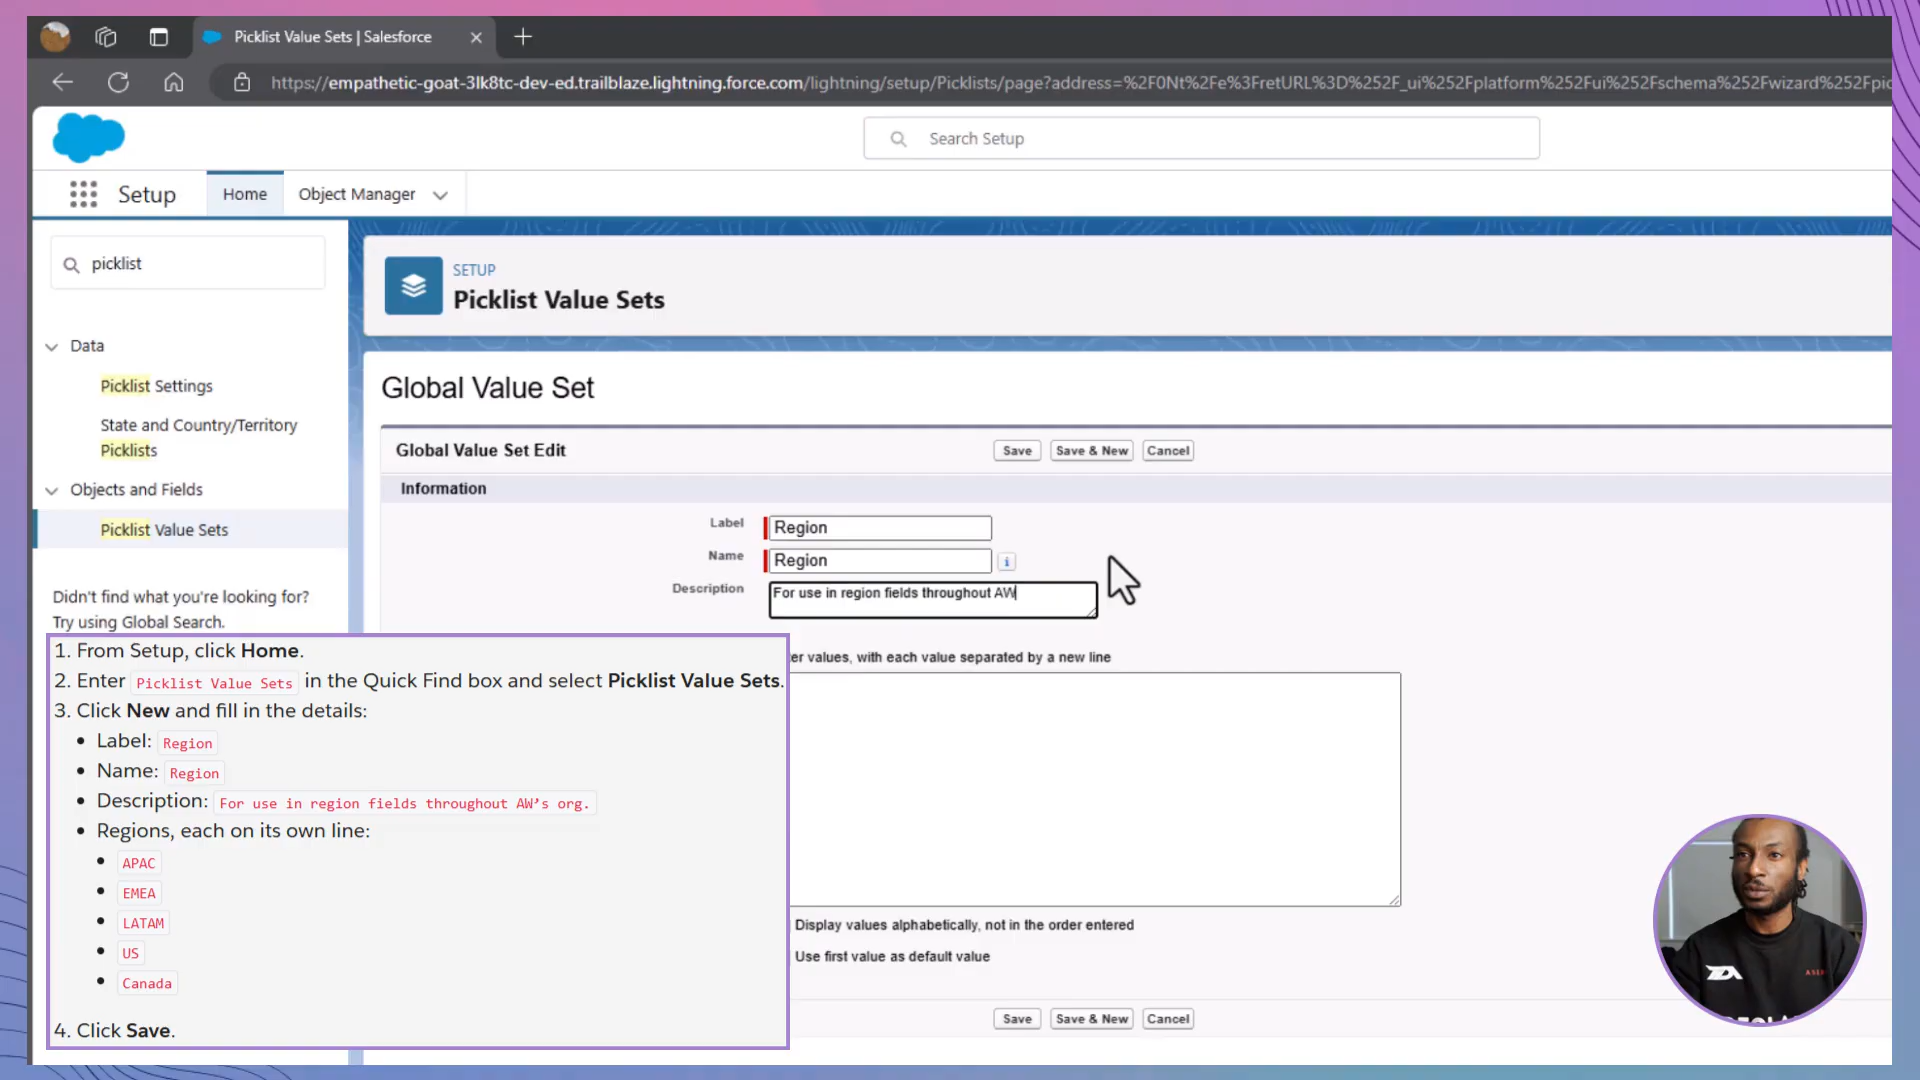 Picklist Value Sets | Salesforce
https://empathetic-goat-3lk8tc-dev-ed.trailblaze.lightning.force.com/lightning/setup/Picklists/page?address=%2F0Nt%2Fe%3FretURL%3D%252F_ui%252Fplatform%252Fui%252Fschema%252Fwizard%252Fpic
Search Setup
Setup
Home
Object Manager
picklist
Data
Picklist Settings
State and Country/Territory
Picklists
Objects and Fields
Picklist Value Sets
Didn't find what you're looking for?
Try using Global Search.
SETUP
Picklist Value Sets
Global Value Set
Global Value Set Edit
Save
Save & New
Cancel
Information
Label
Region
Name
Region
i
Description
For use in region fields throughout AW
ter values, with each value separated by a new line
Display values alphabetically, not in the order entered
Use first value as default value
Save
Save & New
Cancel
1. From Setup, click Home.
2. Enter Picklist Value Sets in the Quick Find box and select Picklist Value Sets.
3. Click New and fill in the details:
• Label: Region
• Name: Region
• Description: For use in region fields throughout AW’s org.
• Regions, each on its own line:
• APAC
• EMEA
• LATAM
• US
• Canada
4. Click Save.